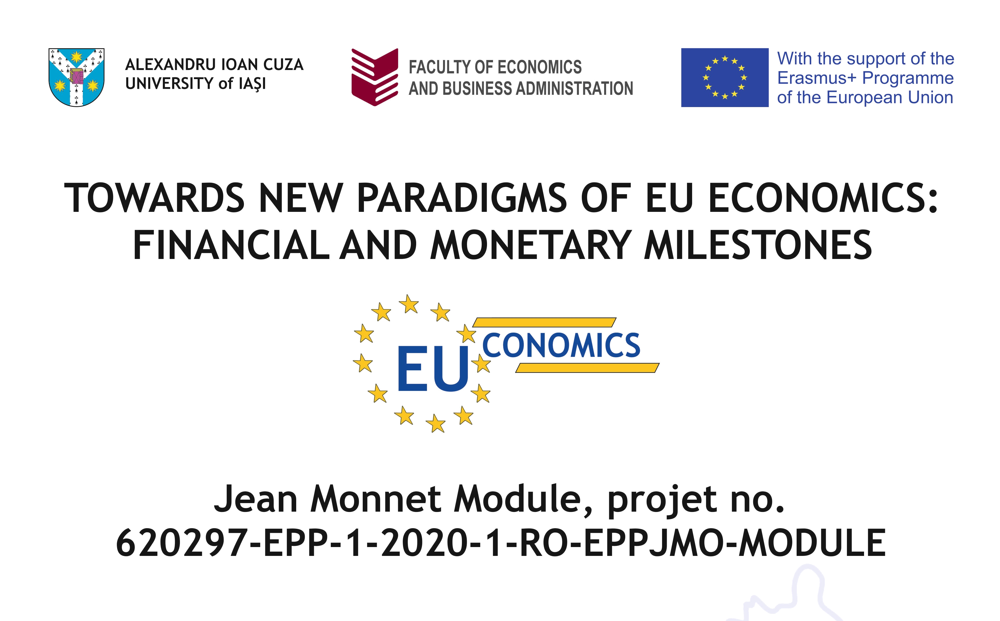 ALEXANDRU IOAN CUZA
UNIVERSITY of IAŞI
FACULTY OF ECONOMICS
AND BUSINESS ADMINISTRATION
With the support of the
Erasmus+ Programme
of the European Union
TOWARDS NEW PARADIGMS OF EU ECONOMICS:
FINANCIAL AND MONETARY MILESTONES
EU
CONOMICS
Jean Monnet Module, projet no.
620297-EPP-1-2020-1-RO-EPPJMO-MODULE